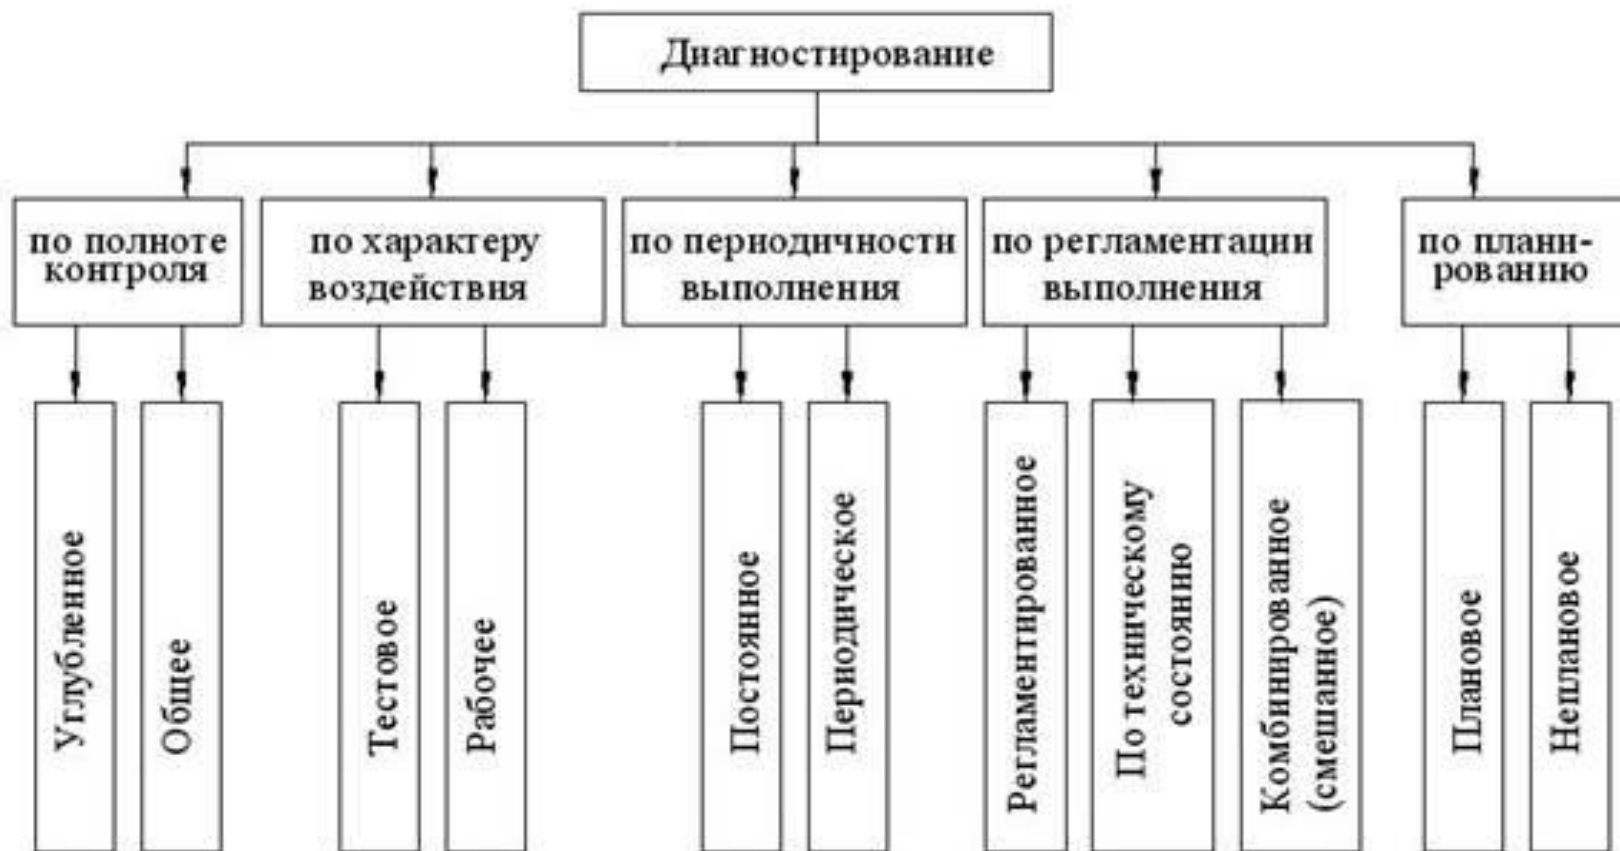 Диагностирование
по полноте
контроля
по характеру
воздействия
по периодичности
выполнения
по регламентации
выполнения
по плани-
рованию
Углубленное
Общее
Тестовое
Рабочее
Постоянное
Периодическое
Регламентированное
По техническому
состоянию
Комбинированное
(смешанное)
Плановое
Неплановое